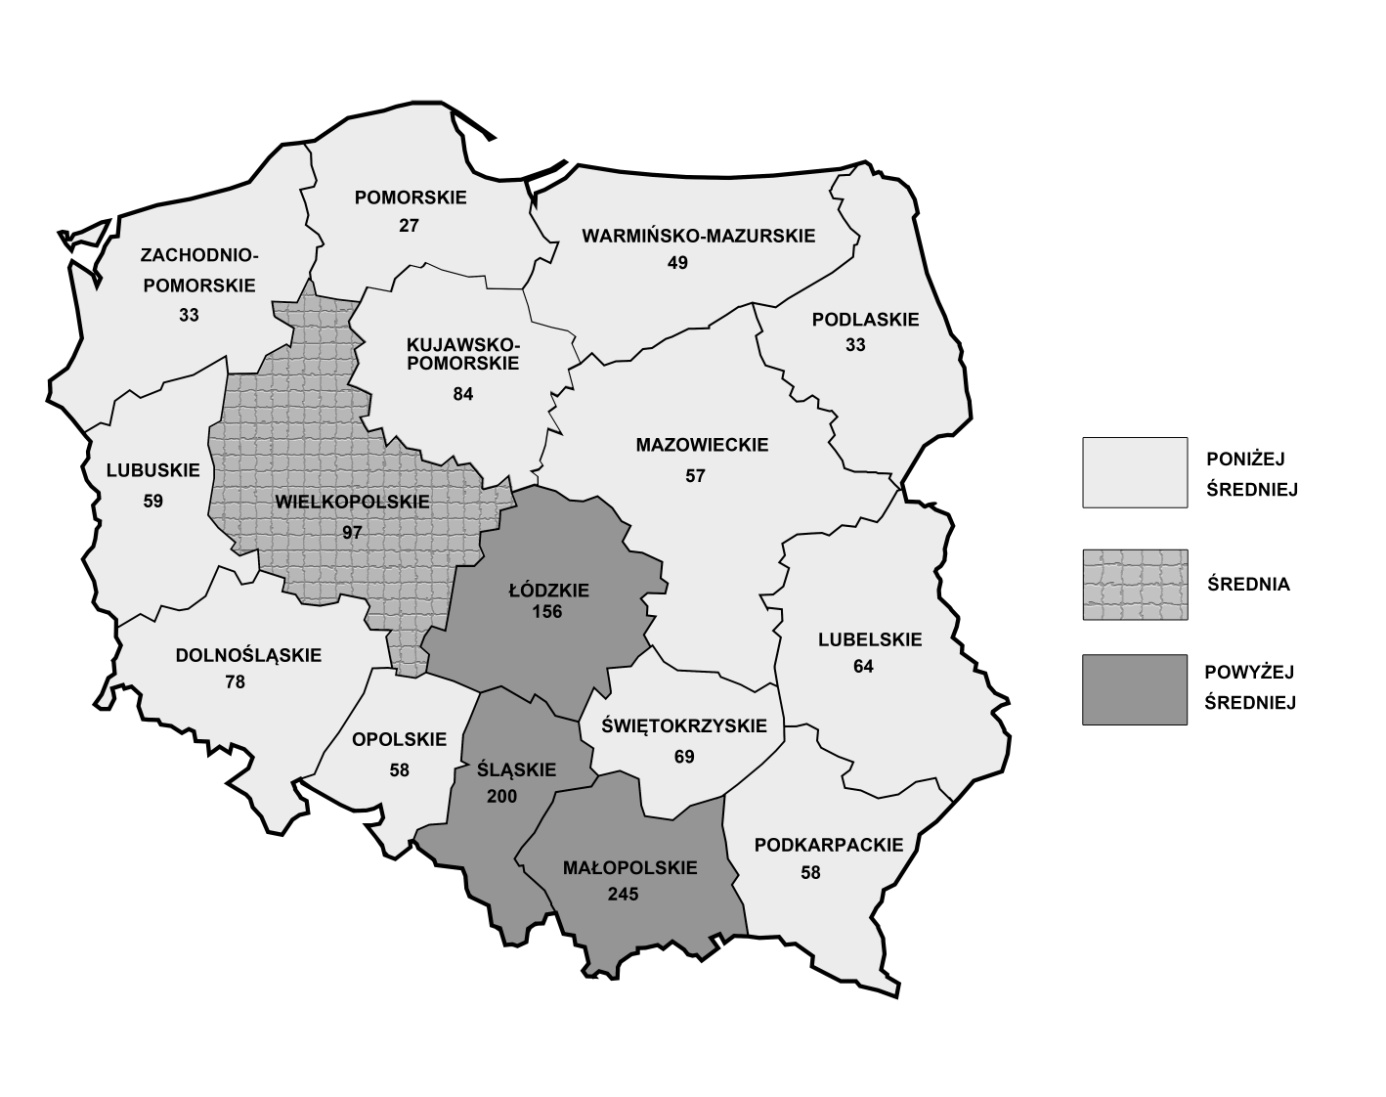 POMORSKIE
27
WARMIŃSKO-MAZURSKIE
49
ZACHODNIO-
POMORSKIE
33
PODLASKIE
33
KUJAWSKO-
POMORSKIE
84
MAZOWIECKIE
57
LUBUSKIE
59
WIELKOPOLSKIE
97
ŁÓDZKIE
156
LUBELSKIE
64
DOLNOŚLĄSKIE
78
OPOLSKIE
58
ŚLĄSKIE
200
ŚWIĘTOKRZYSKIE
69
MAŁOPOLSKIE
245
PODKARPACKIE
58
PONIŻEJ
ŚREDNIEJ
ŚREDNIA
POWYŻEJ
ŚREDNIEJ